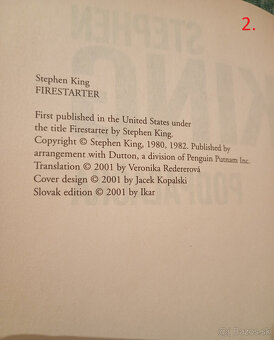 2.
Stephen King
FIRESTARTER
First published in the United States under
the title Firestarter by Stephen King.
Copyright © Stephen King, 1980, 1982. Published by
arrangement with Dutton, a division of Penguin Putnam Inc.
Translation © 2001 by Veronika Redererová
Cover design © 2001 by Jacek Kopalski
Slovak edition © 2001 by Ikar
STEPHEN
KING